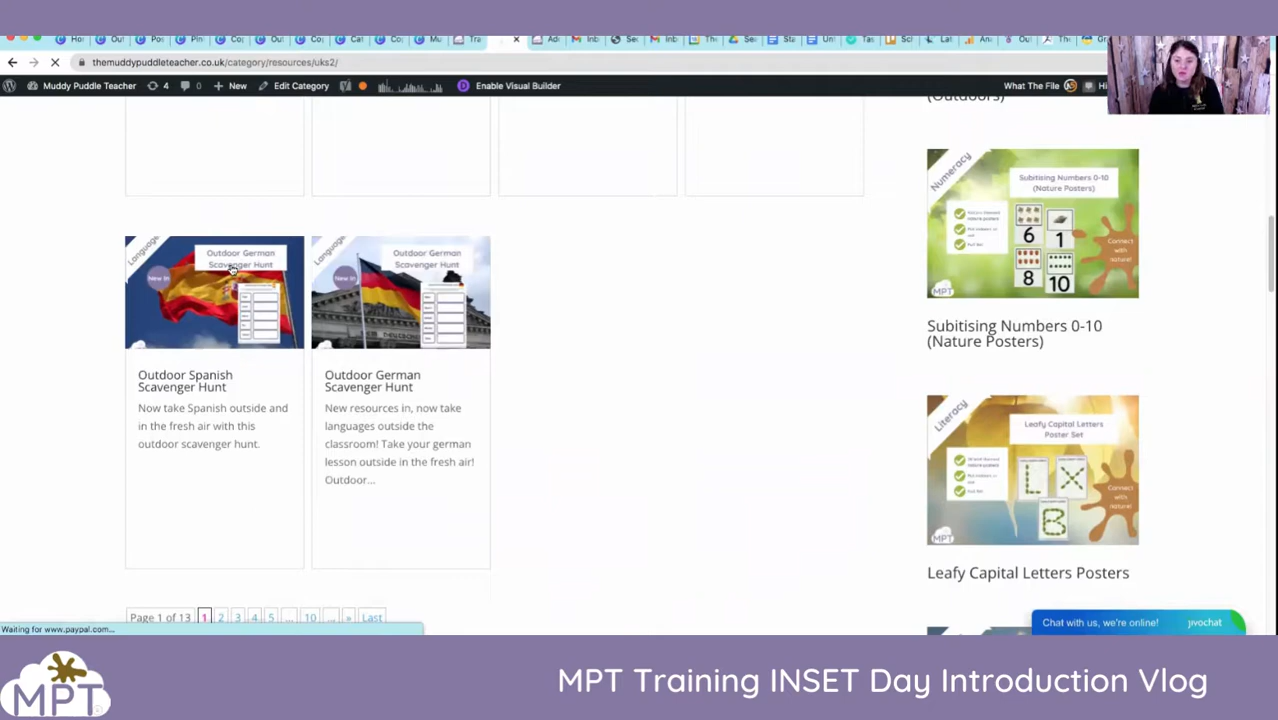 themuddypuddleteacher.co.uk/category/resources/uks2/
Muddy Puddle Teacher
4
0
New
Edit Category
Enable Visual Builder
What The File
(Outdoors)
Numeracy
Subitising Numbers 0-10
(Nature Posters)
6
1
8
10
Connect
with
nature!
MPT
Subitising Numbers 0-10
(Nature Posters)
Language
Outdoor German
Scavenger Hunt
New In
Language
Outdoor German
Scavenger Hunt
New In
Outdoor Spanish
Scavenger Hunt
Now take Spanish outside and
in the fresh air with this
outdoor scavenger hunt.
Outdoor German
Scavenger Hunt
New resources in, now take
languages outside the
classroom! Take your german
lesson outside in the fresh air!
Outdoor...
Literacy
Leafy Capital Letters
Poster Set
L
X
B
Connect
with
nature!
MPT
Leafy Capital Letters Posters
Page 1 of 13
1
2
3
4
5
...
10
...
»
Last
Waiting for www.paypal.com...
Chat with us, we're online!
jivochat
MPT
MPT Training INSET Day Introduction Vlog